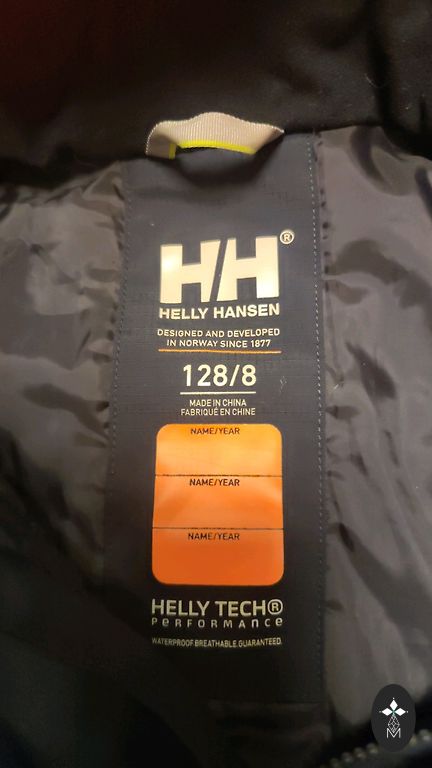 HH®
HELLY HANSEN
DESIGNED AND DEVELOPED
IN NORWAY SINCE 1877
128/8
MADE IN CHINA
FABRIQUÉ EN CHINE
NAME/YEAR
NAME/YEAR
NAME/YEAR
HELLY TECH®
PERFORMANCE
WATERPROOF.BREATHABLE.GUARANTEED.
M